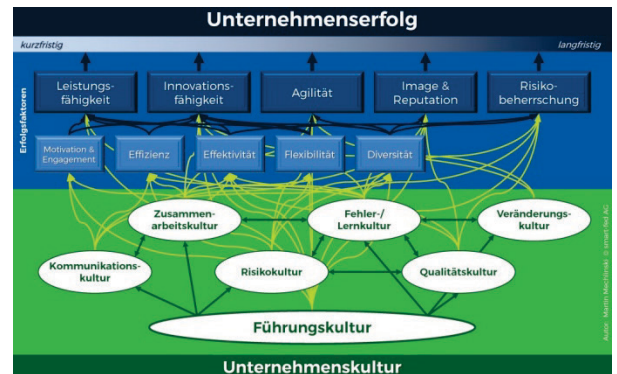 Unternehmenserfolg
kurzfristig
langfristig
Erfolgsfaktoren
Leistungs-
fähigkeit
Innovations-
fähigkeit
Agilität
Image &
Reputation
Risiko-
beherrschung
Motivation &
Engagement
Effizienz
Effektivität
Flexibilität
Diversität
Zusammen-
arbeitskultur
Fehler-/
Lernkultur
Veränderungs-
kultur
Kommunikations-
kultur
Risikokultur
Qualitätskultur
Führungskultur
Unternehmenskultur
Autor: Martin Mechlinski © smart-fed AG